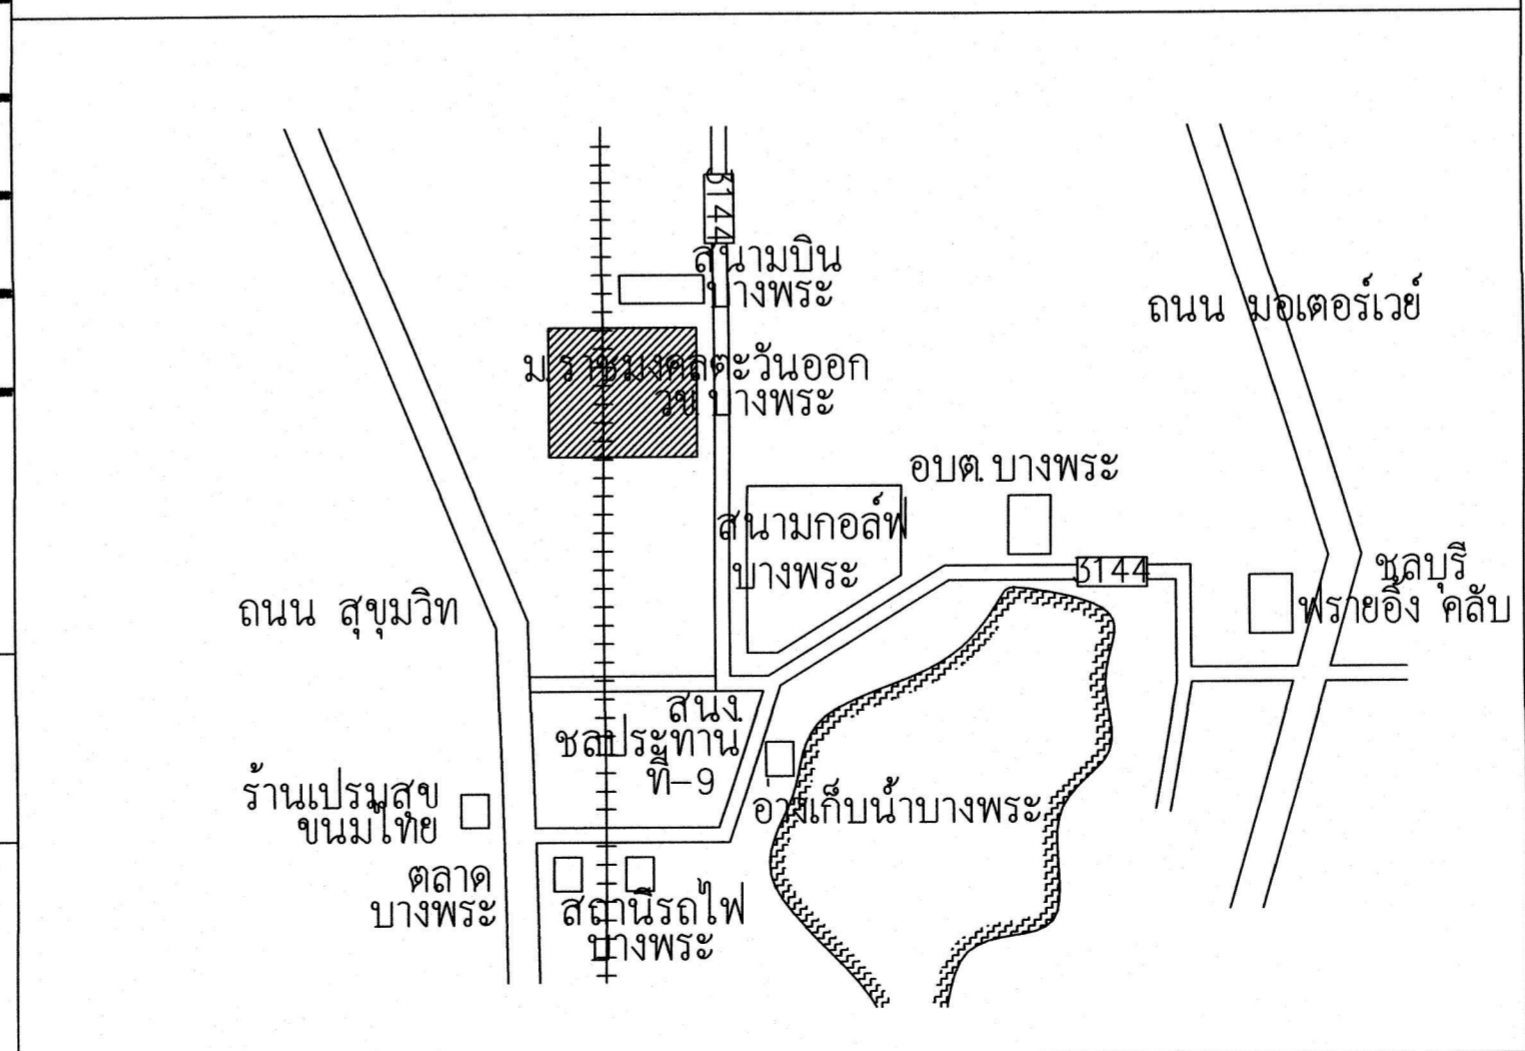 3144
สนามบิน
บางพระ
ถนน มอเตอร์เวย์
ม.ราชมงคลตะวันออก
วข.บางพระ
อบต.บางพระ
สนามกอล์ฟ
บางพระ
3144
ชลบุรี
ฟรายอิ้ง คลับ
ถนน สุขุมวิท
สนง.
ชลประทาน
ที่-9
ร้านเปรมสุข
ขนมไทย
อ่างเก็บน้ำบางพระ
ตลาด
บางพระ
สถานีรถไฟ
บางพระ